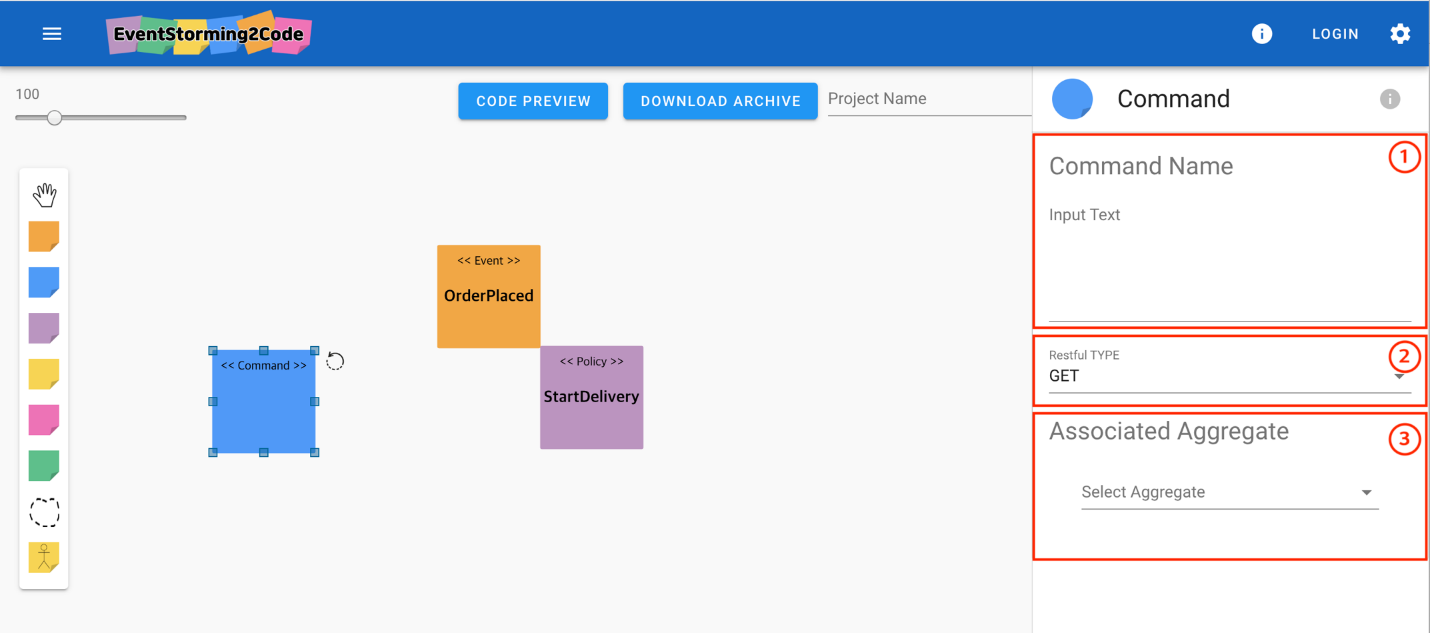 EventStorming2Code
LOGIN
100
CODE PREVIEW
DOWNLOAD ARCHIVE
Project Name
<< Event >>
OrderPlaced
<< Command >>
<< Policy >>
StartDelivery
Command
1
Command Name
Input Text
2
Restful TYPE
GET
3
Associated Aggregate
Select Aggregate